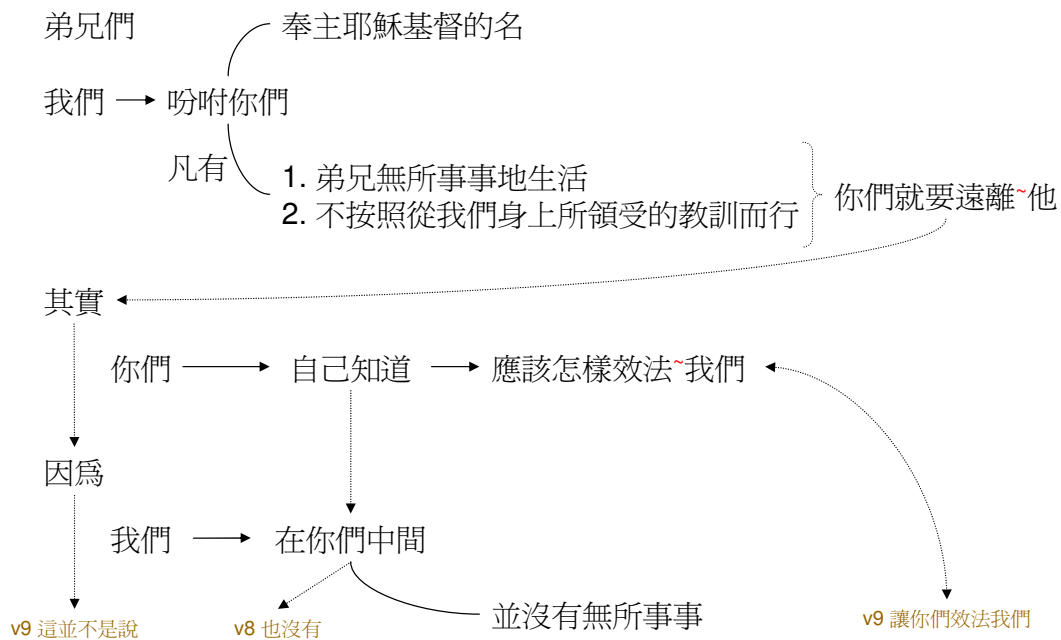 弟兄們 奉主耶穌基督的名
我們 吩咐你們
凡有
1. 弟兄無所事事地生活
2. 不按照從我們身上所領受的教訓而行
你們就要遠離~他
其實
你們 自己知道 應該怎樣效法~我們
因爲
我們 在你們中間
並沒有無所事事
v9 這並不是說 v8 也沒有 v9 讓你們效法我們